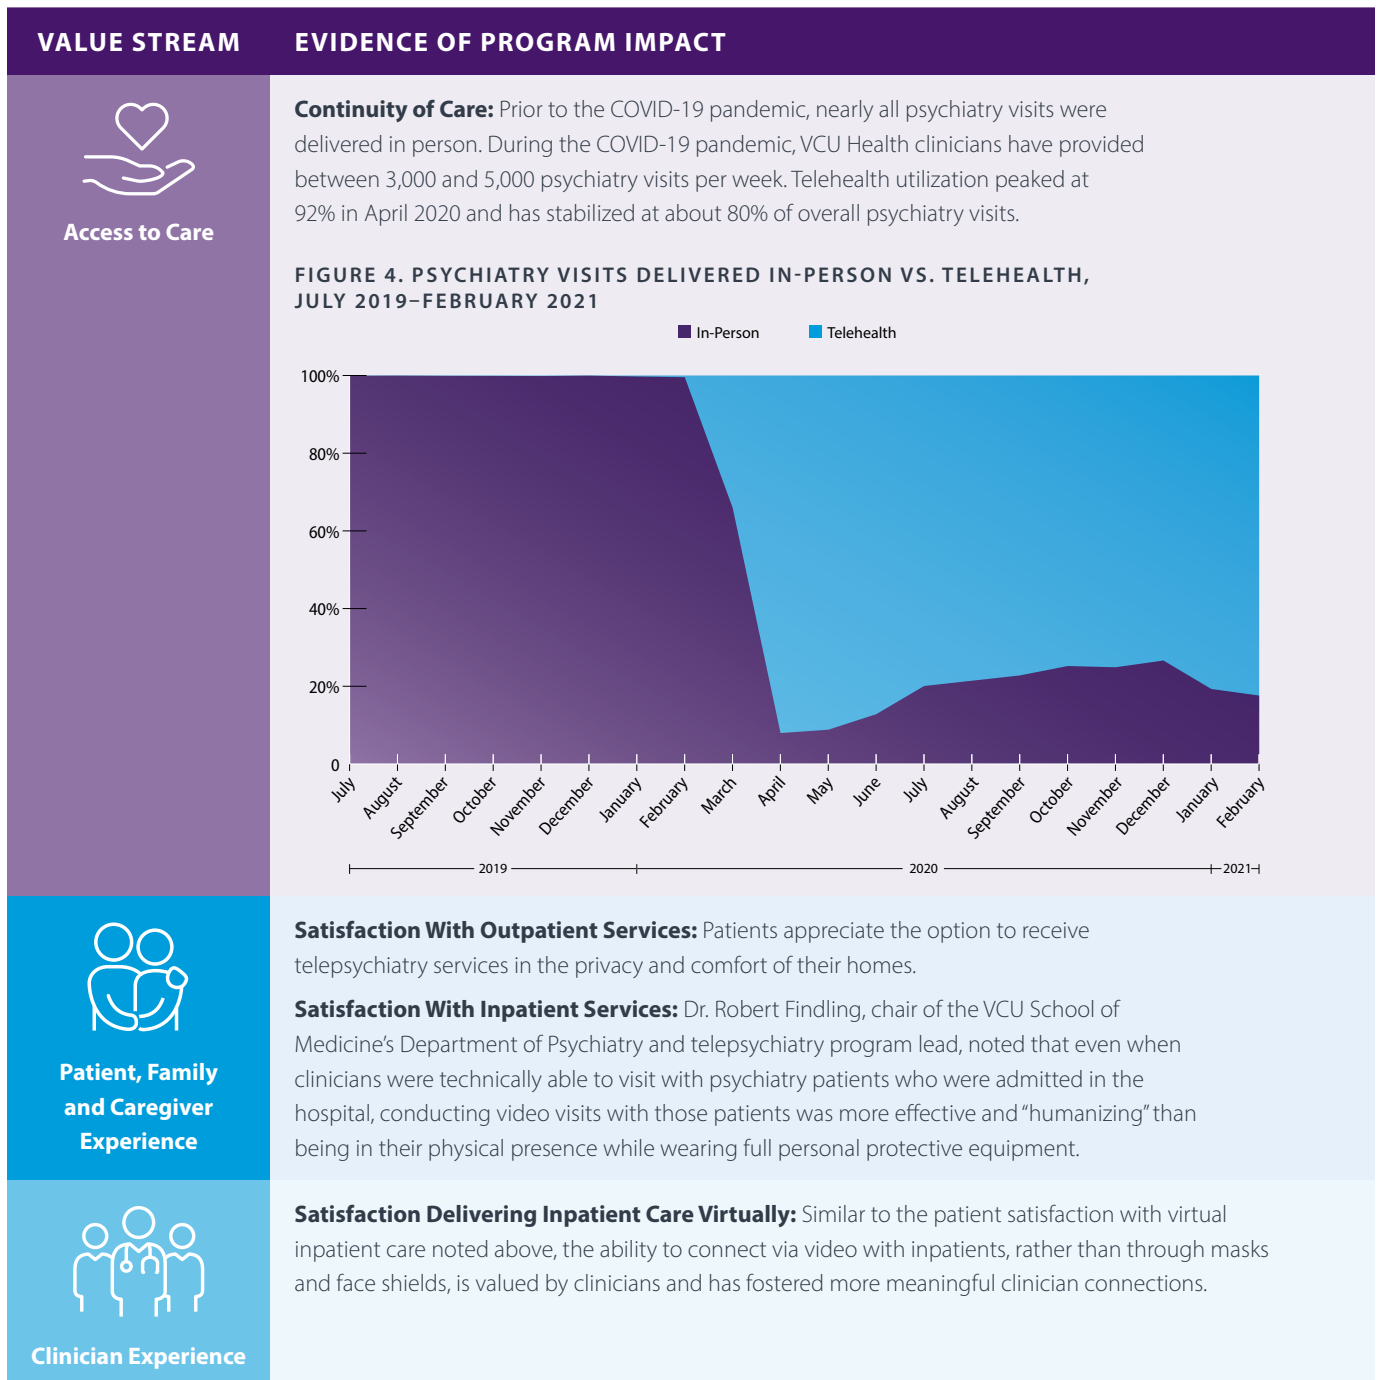 VALUE STREAM
EVIDENCE OF PROGRAM IMPACT
Access to Care
Continuity of Care: Prior to the COVID-19 pandemic, nearly all psychiatry visits were
delivered in person. During the COVID-19 pandemic, VCU Health clinicians have provided
between 3,000 and 5,000 psychiatry visits per week. Telehealth utilization peaked at
92% in April 2020 and has stabilized at about 80% of overall psychiatry visits.
FIGURE 4. PSYCHIATRY VISITS DELIVERED IN-PERSON VS. TELEHEALTH,
JULY 2019–FEBRUARY 2021
In-Person
Telehealth
100%
80%
60%
40%
20%
0
July
August
September
October
November
December
January
February
March
April
May
June
July
August
September
October
November
December
January
February
2019
2020
2021
Patient, Family
and Caregiver
Experience
Satisfaction With Outpatient Services: Patients appreciate the option to receive
telepsychiatry services in the privacy and comfort of their homes.
Satisfaction With Inpatient Services: Dr. Robert Findling, chair of the VCU School of
Medicine’s Department of Psychiatry and telepsychiatry program lead, noted that even when
clinicians were technically able to visit with psychiatry patients who were admitted in the
hospital, conducting video visits with those patients was more effective and “humanizing” than
being in their physical presence while wearing full personal protective equipment.
Clinician Experience
Satisfaction Delivering Inpatient Care Virtually: Similar to the patient satisfaction with virtual
inpatient care noted above, the ability to connect via video with inpatients, rather than through masks
and face shields, is valued by clinicians and has fostered more meaningful clinician connections.